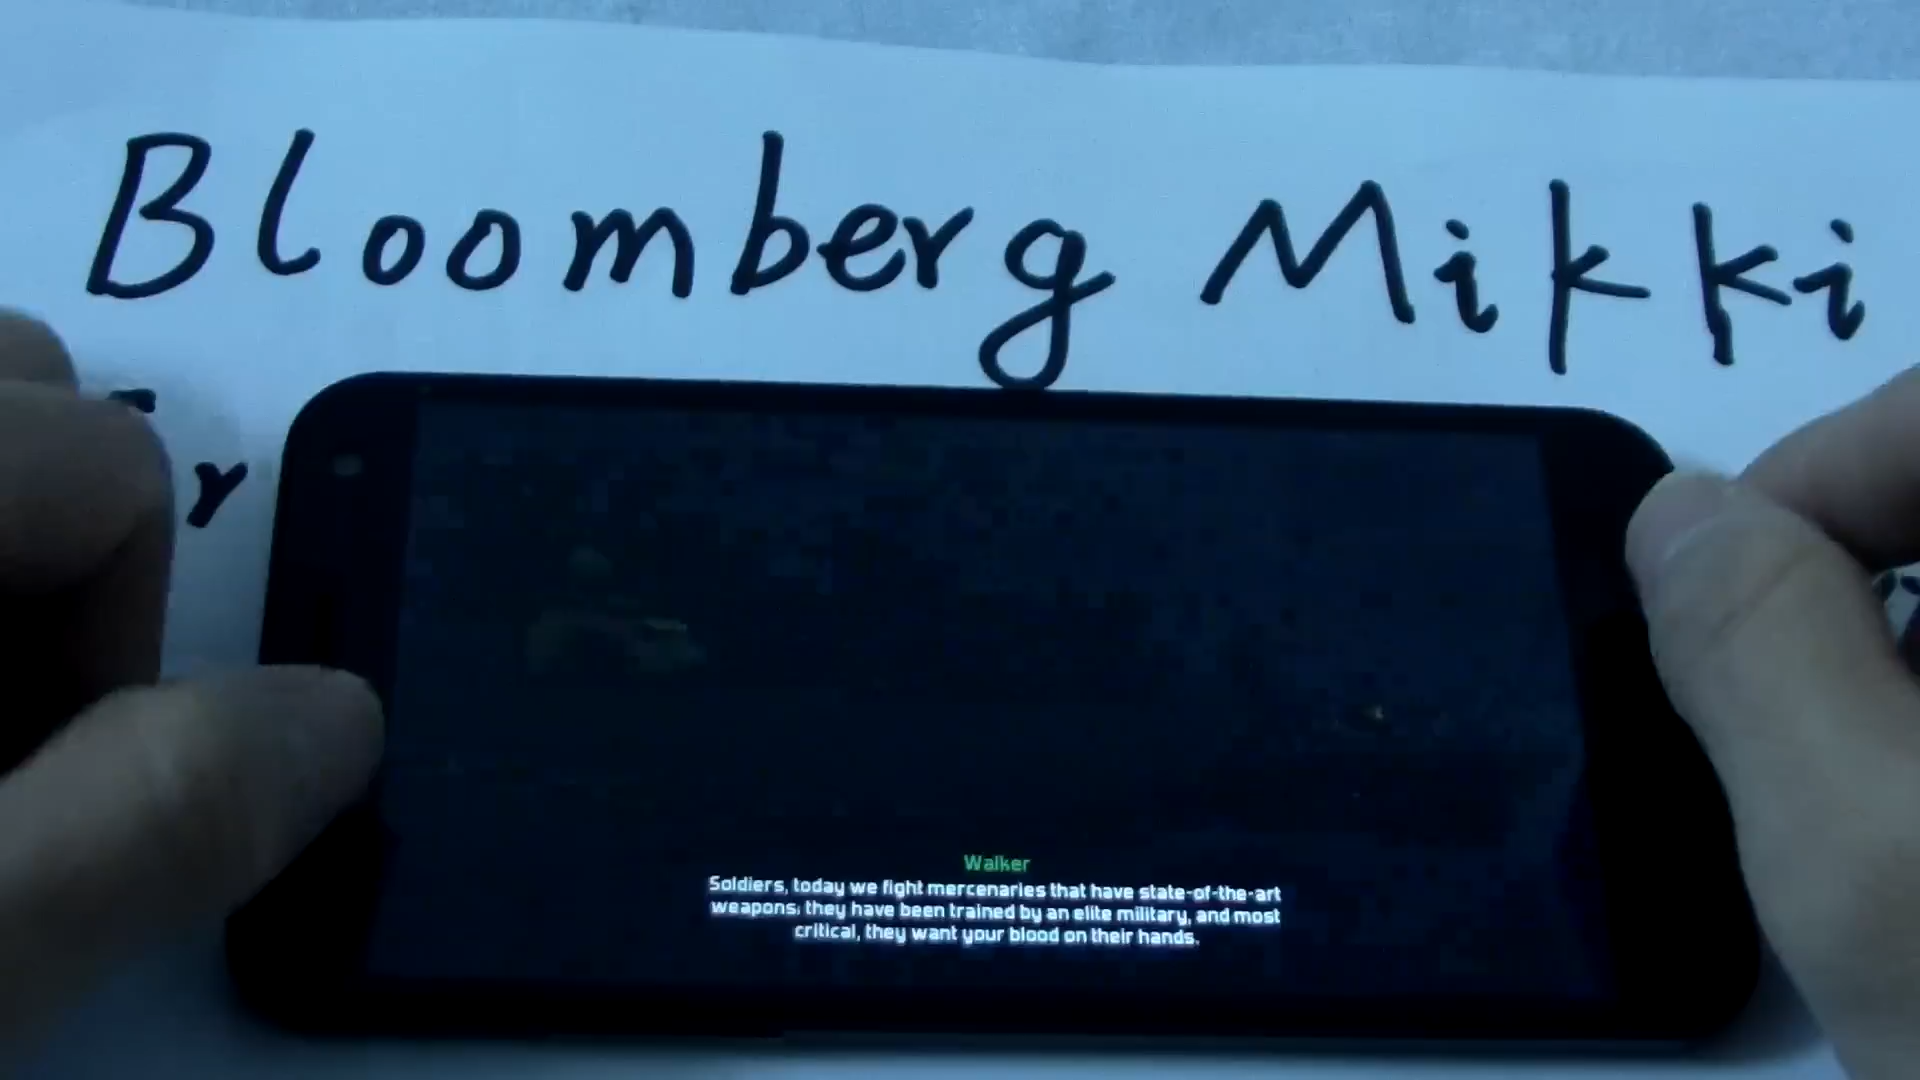 Bloomberg Mikki
r
Walker
Soldiers, today we fight mercenaries that have state-of-the-art
weapons; they have been trained by an elite military, and most
critical, they want your blood on their hands.